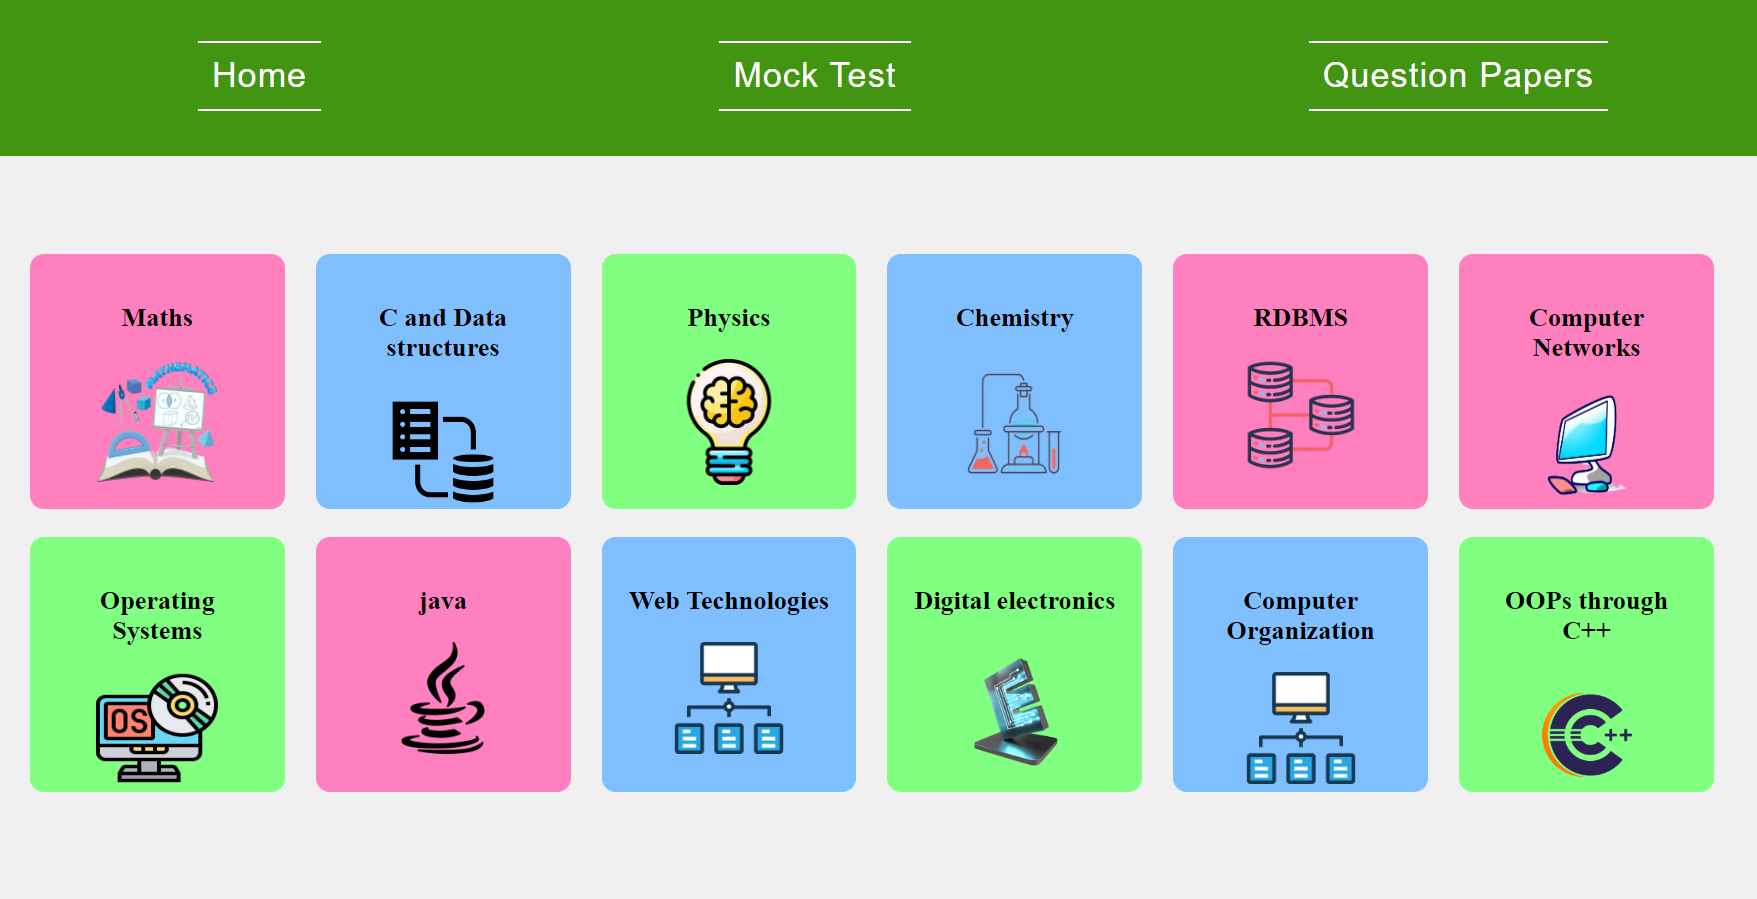 Home
Mock Test
Question Papers
Maths
MATHEMATICS
C and Data
structures
Physics
Chemistry
RDBMS
Computer
Networks
Operating
Systems
OS
java
Web Technologies
Digital electronics
E
Computer
Organization
OOPs through
C++
C++